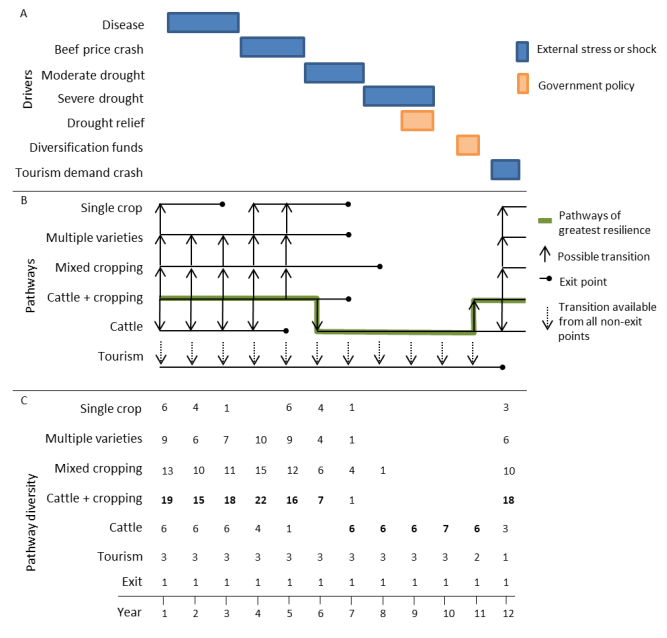 A
Drivers
Disease
Beef price crash
Moderate drought
Severe drought
Drought relief
Diversification funds
Tourism demand crash
External stress or shock
Government policy
B
Pathways
Single crop
Multiple varieties
Mixed cropping
Cattle + cropping
Cattle
Tourism
Pathways of
greatest resilience
Possible transition
Exit point
Transition available
from all non-exit
points
C
Pathway diversity
Single crop 6 4 1 6 4 1 3
Multiple varieties 9 6 7 10 9 4 1 6
Mixed cropping 13 10 11 15 12 6 4 1 10
Cattle + cropping 19 15 18 22 16 7 1 18
Cattle 6 6 6 4 1 6 6 6 7 6 3
Tourism 3 3 3 3 3 3 3 3 3 3 2 1
Exit 1 1 1 1 1 1 1 1 1 1 1 1
Year 1 2 3 4 5 6 7 8 9 10 11 12